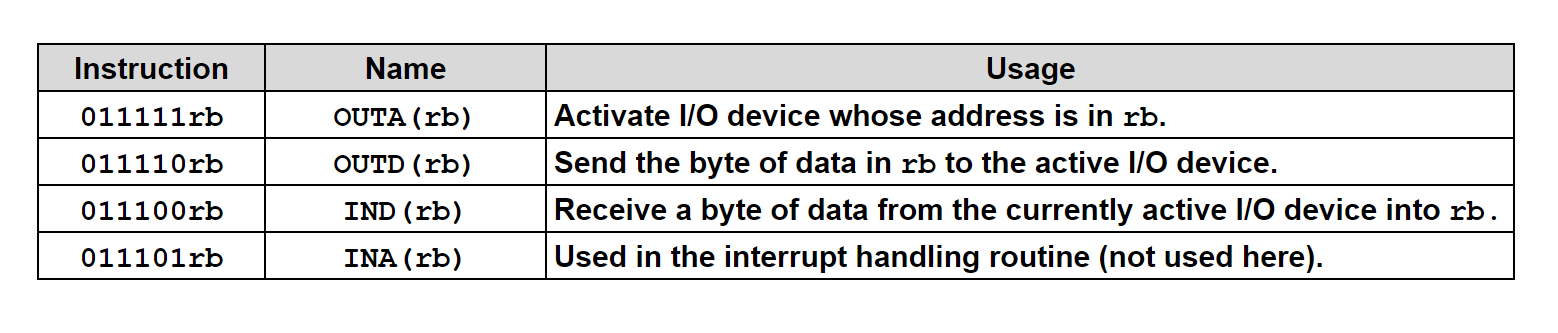 Instruction Name Usage
011111rb OUTA(rb) Activate I/O device whose address is in rb.
011110rb OUTD(rb) Send the byte of data in rb to the active I/O device.
011100rb IND(rb) Receive a byte of data from the currently active I/O device into rb.
011101rb INA(rb) Used in the interrupt handling routine (not used here).